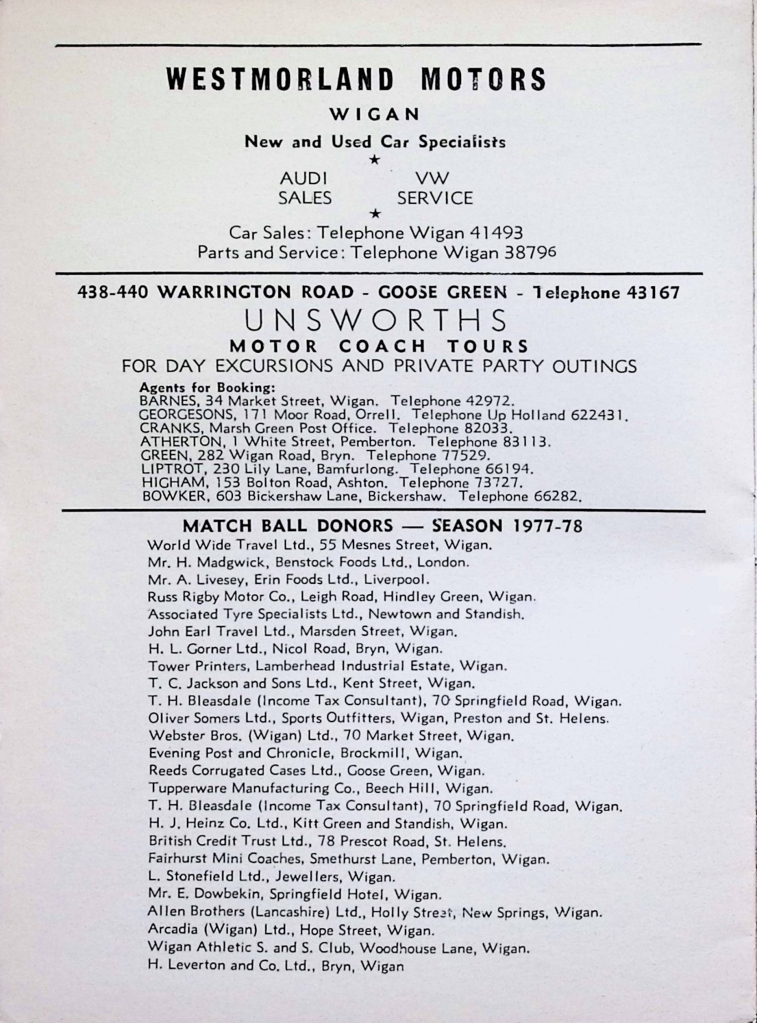 WESTMORLAND MOTORS
WIGAN
New and Used Car Specialists
★
AUDI VW
SALES SERVICE
★
Car Sales: Telephone Wigan 41493
Parts and Service: Telephone Wigan 38796
438-440 WARRINGTON ROAD - GOOSE GREEN - Telephone 43167
UNSWORTHS
MOTOR COACH TOURS
FOR DAY EXCURSIONS AND PRIVATE PARTY OUTINGS
Agents for Booking:
BARNES, 34 Market Street, Wigan. Telephone 42972.
GEORGESONS, 171 Moor Road, Orrell. Telephone Up Holland 622431.
CRANKS, Marsh Green Post Office. Telephone 82033.
ATHERTON, 1 White Street, Pemberton. Telephone 83113.
GREEN, 282 Wigan Road, Bryn. Telephone 77529.
LIPTROT, 230 Lily Lane, Bamfurlong. Telephone 66194.
HIGHAM, 153 Bolton Road, Ashton. Telephone 73727.
BOWKER, 603 Bickershaw Lane, Bickershaw. Telephone 66282.
MATCH BALL DONORS — SEASON 1977-78
World Wide Travel Ltd., 55 Mesnes Street, Wigan.
Mr. H. Madgwick, Benstock Foods Ltd., London.
Mr. A. Livesey, Erin Foods Ltd., Liverpool.
Russ Rigby Motor Co., Leigh Road, Hindley Green, Wigan.
Associated Tyre Specialists Ltd., Newtown and Standish.
John Earl Travel Ltd., Marsden Street, Wigan.
H. L. Gorner Ltd., Nicol Road, Bryn, Wigan.
Tower Printers, Lamberhead Industrial Estate, Wigan.
T. C. Jackson and Sons Ltd., Kent Street, Wigan.
T. H. Bleasdale (Income Tax Consultant), 70 Springfield Road, Wigan.
Oliver Somers Ltd., Sports Outfitters, Wigan, Preston and St. Helens.
Webster Bros. (Wigan) Ltd., 70 Market Street, Wigan.
Evening Post and Chronicle, Brockmill, Wigan.
Reeds Corrugated Cases Ltd., Goose Green, Wigan.
Tupperware Manufacturing Co., Beech Hill, Wigan.
T. H. Bleasdale (Income Tax Consultant), 70 Springfield Road, Wigan.
H. J. Heinz Co. Ltd., Kitt Green and Standish, Wigan.
British Credit Trust Ltd., 78 Prescot Road, St. Helens.
Fairhurst Mini Coaches, Smethurst Lane, Pemberton, Wigan.
L. Stonefield Ltd., Jewellers, Wigan.
Mr. E. Dowbekin, Springfield Hotel, Wigan.
Allen Brothers (Lancashire) Ltd., Holly Street, New Springs, Wigan.
Arcadia (Wigan) Ltd., Hope Street, Wigan.
Wigan Athletic S. and S. Club, Woodhouse Lane, Wigan.
H. Leverton and Co. Ltd., Bryn, Wigan